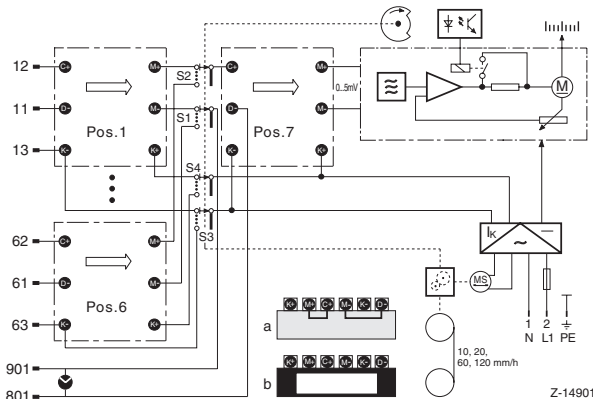 12
C+
M+
S2
C+
M+
0...5mV
11
D-
M-
S1
D-
M-
M
Pos.1
Pos.7
13
K-
K+
S4
K-
K+
S3
62
C+
M+
IK
~
–
61
D-
M-
MS
Pos.6
63
K-
K+
a
K+ M+ C+ M- K- D-
10, 20,
60, 120 mm/h
1 2
N L1 PE
901
801
b
K+ M+ C+ M- K- D-
Z-14901